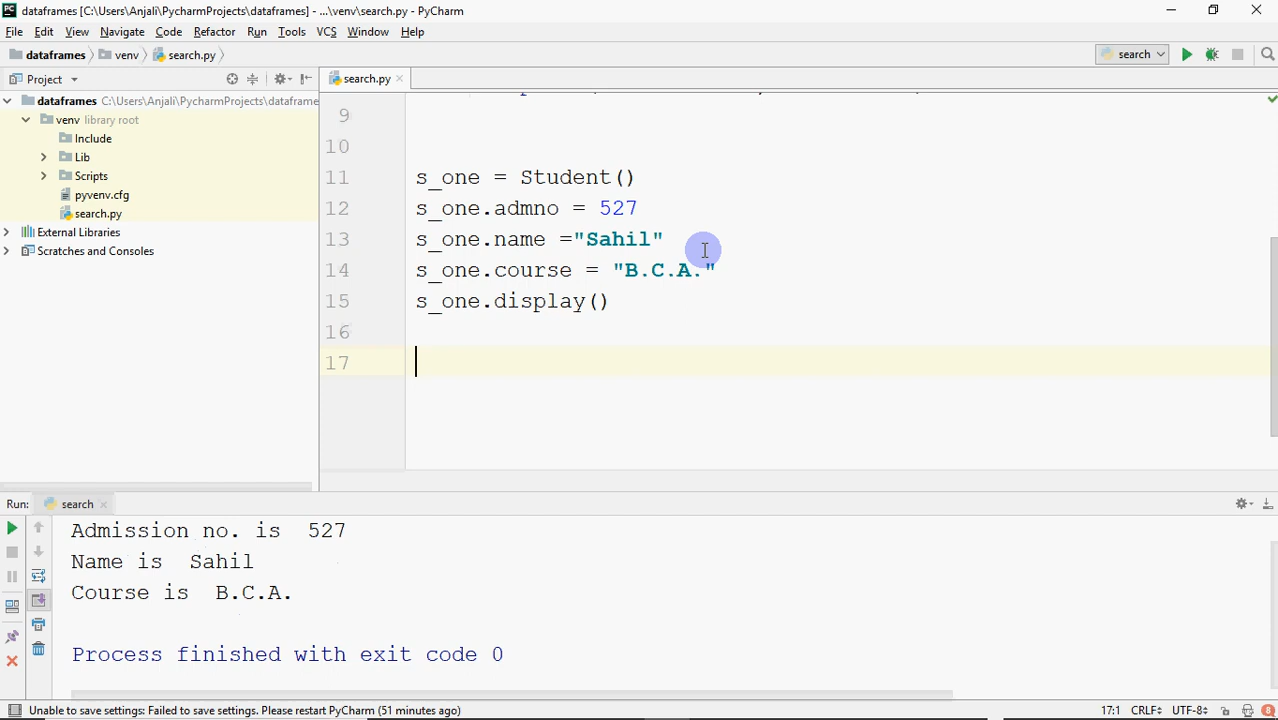 dataframes [C:\Users\Anjali\PycharmProjects\dataframes] - ...\venv\search.py - PyCharm
File Edit View Navigate Code Refactor Run Tools VCS Window Help
dataframes venv search.py search
Project search.py
dataframes C:\Users\Anjali\PycharmProjects\dataframe
venv library root
Include
Lib
Scripts
pyvenv.cfg
search.py
External Libraries
Scratches and Consoles
9
10
11 s_one = Student()
12 s_one.admno = 527
13 s_one.name ="Sahil"
14 s_one.course = "B.C.A."
15 s_one.display()
16
17
Run: search
Admission no. is  527
Name is  Sahil
Course is  B.C.A.
Process finished with exit code 0
Unable to save settings: Failed to save settings. Please restart PyCharm (51 minutes ago) 17:1 CRLF UTF-8 8